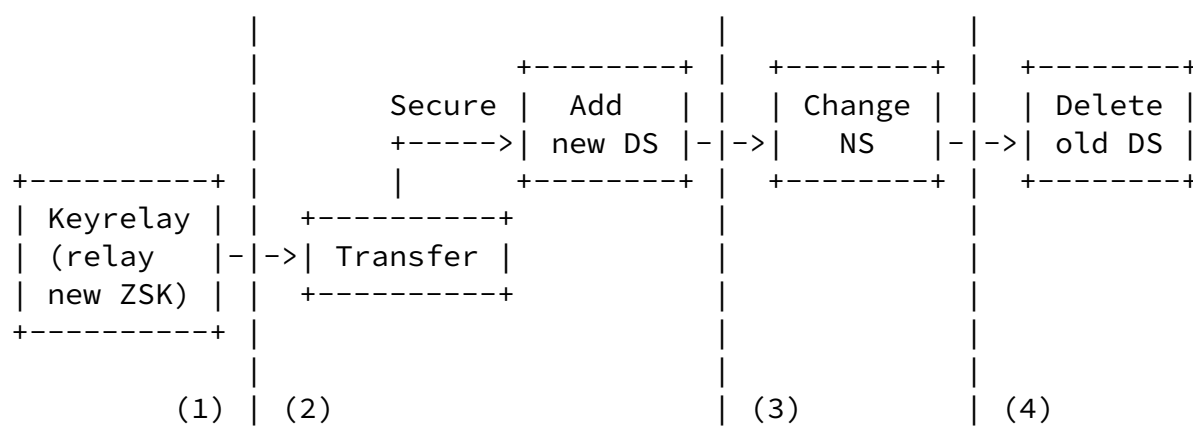 Secure Add Change Delete
new DS NS old DS
Keyrelay
(relay Transfer
new ZSK)
(1) (2) (3) (4)